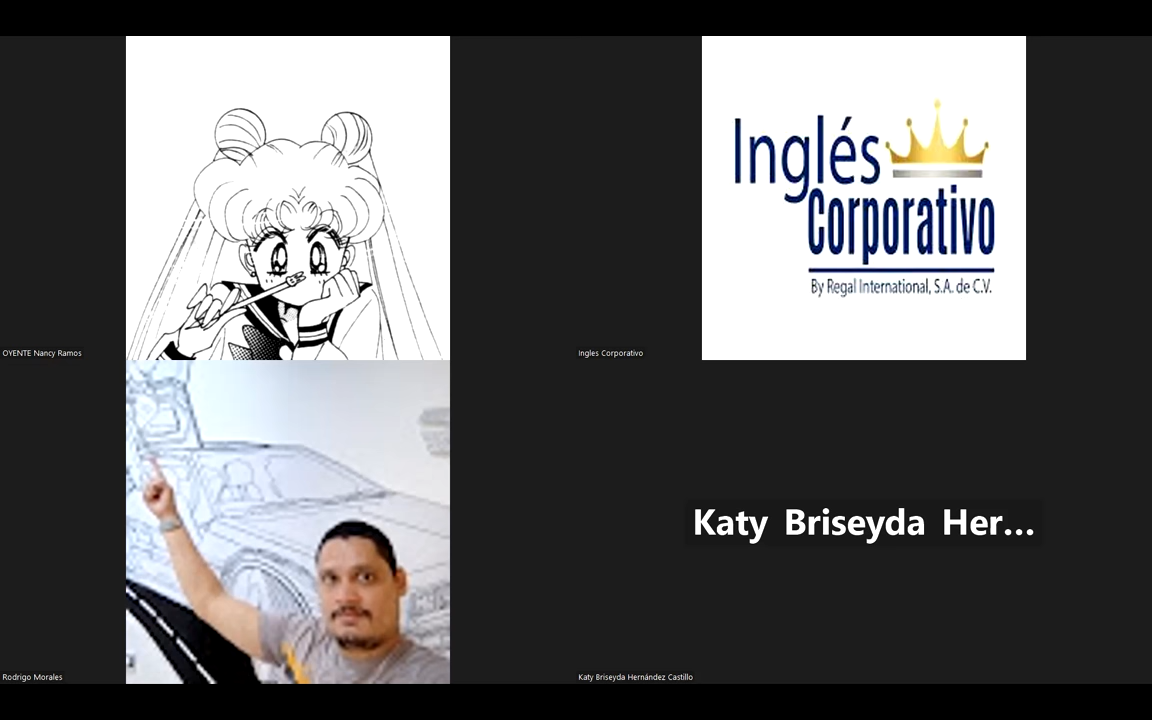 Inglés
Corporativo
By Regal International, S.A. de C.V.
OYENTE Nancy Ramos
Ingles Corporativo
Katy Briseyda Her...
Rodrigo Morales
Katy Briseyda Hernández Castillo